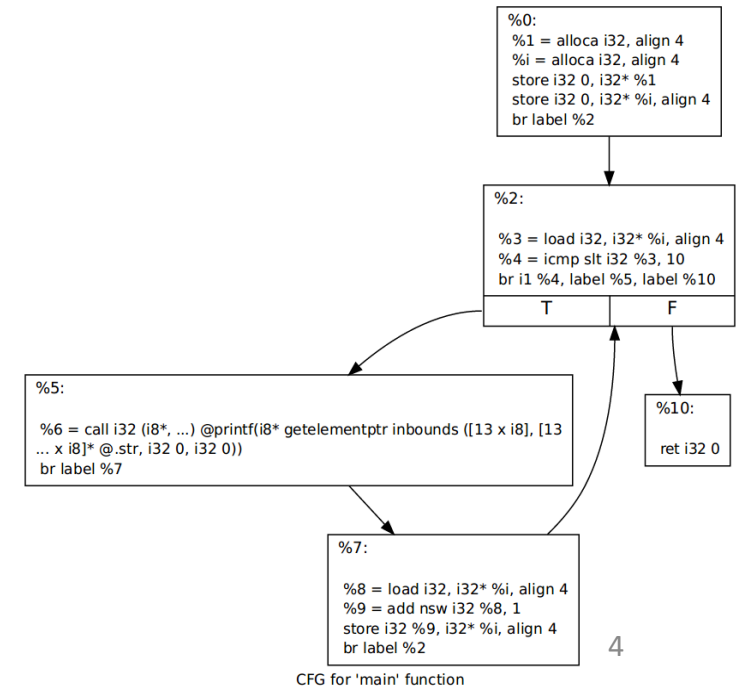 %0:
%1 = alloca i32, align 4
%i = alloca i32, align 4
store i32 0, i32* %1
store i32 0, i32* %i, align 4
br label %2
%2:
%3 = load i32, i32* %i, align 4
%4 = icmp slt i32 %3, 10
br i1 %4, label %5, label %10
T F
%5:
%6 = call i32 (i8*, ...) @printf(i8* getelementptr inbounds ([13 x i8], [13
... x i8]* @.str, i32 0, i32 0))
br label %7
%10:
ret i32 0
%7:
%8 = load i32, i32* %i, align 4
%9 = add nsw i32 %8, 1
store i32 %9, i32* %i, align 4
br label %2
4
CFG for 'main' function